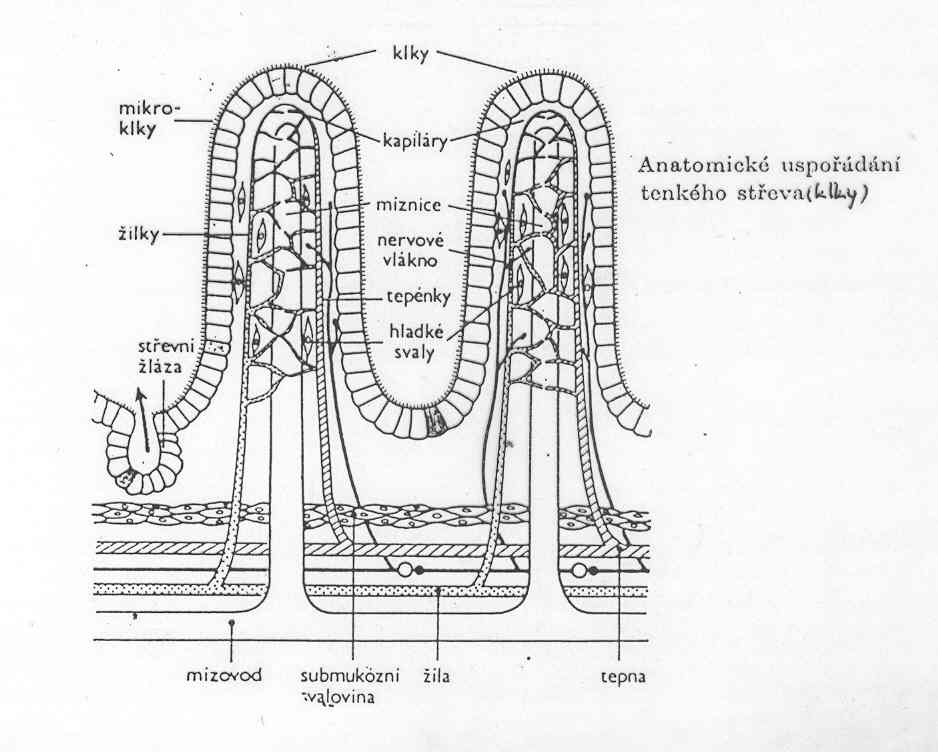 klky
mikro-
klky
kapiláry
Anatomické uspořádání
tenkého střeva (klky)
miznice
žilky
nervové
vlákno
tepénky
hladké
svaly
střevní
žláza
mizovod
submukózní
svalovina
žíla
tepna